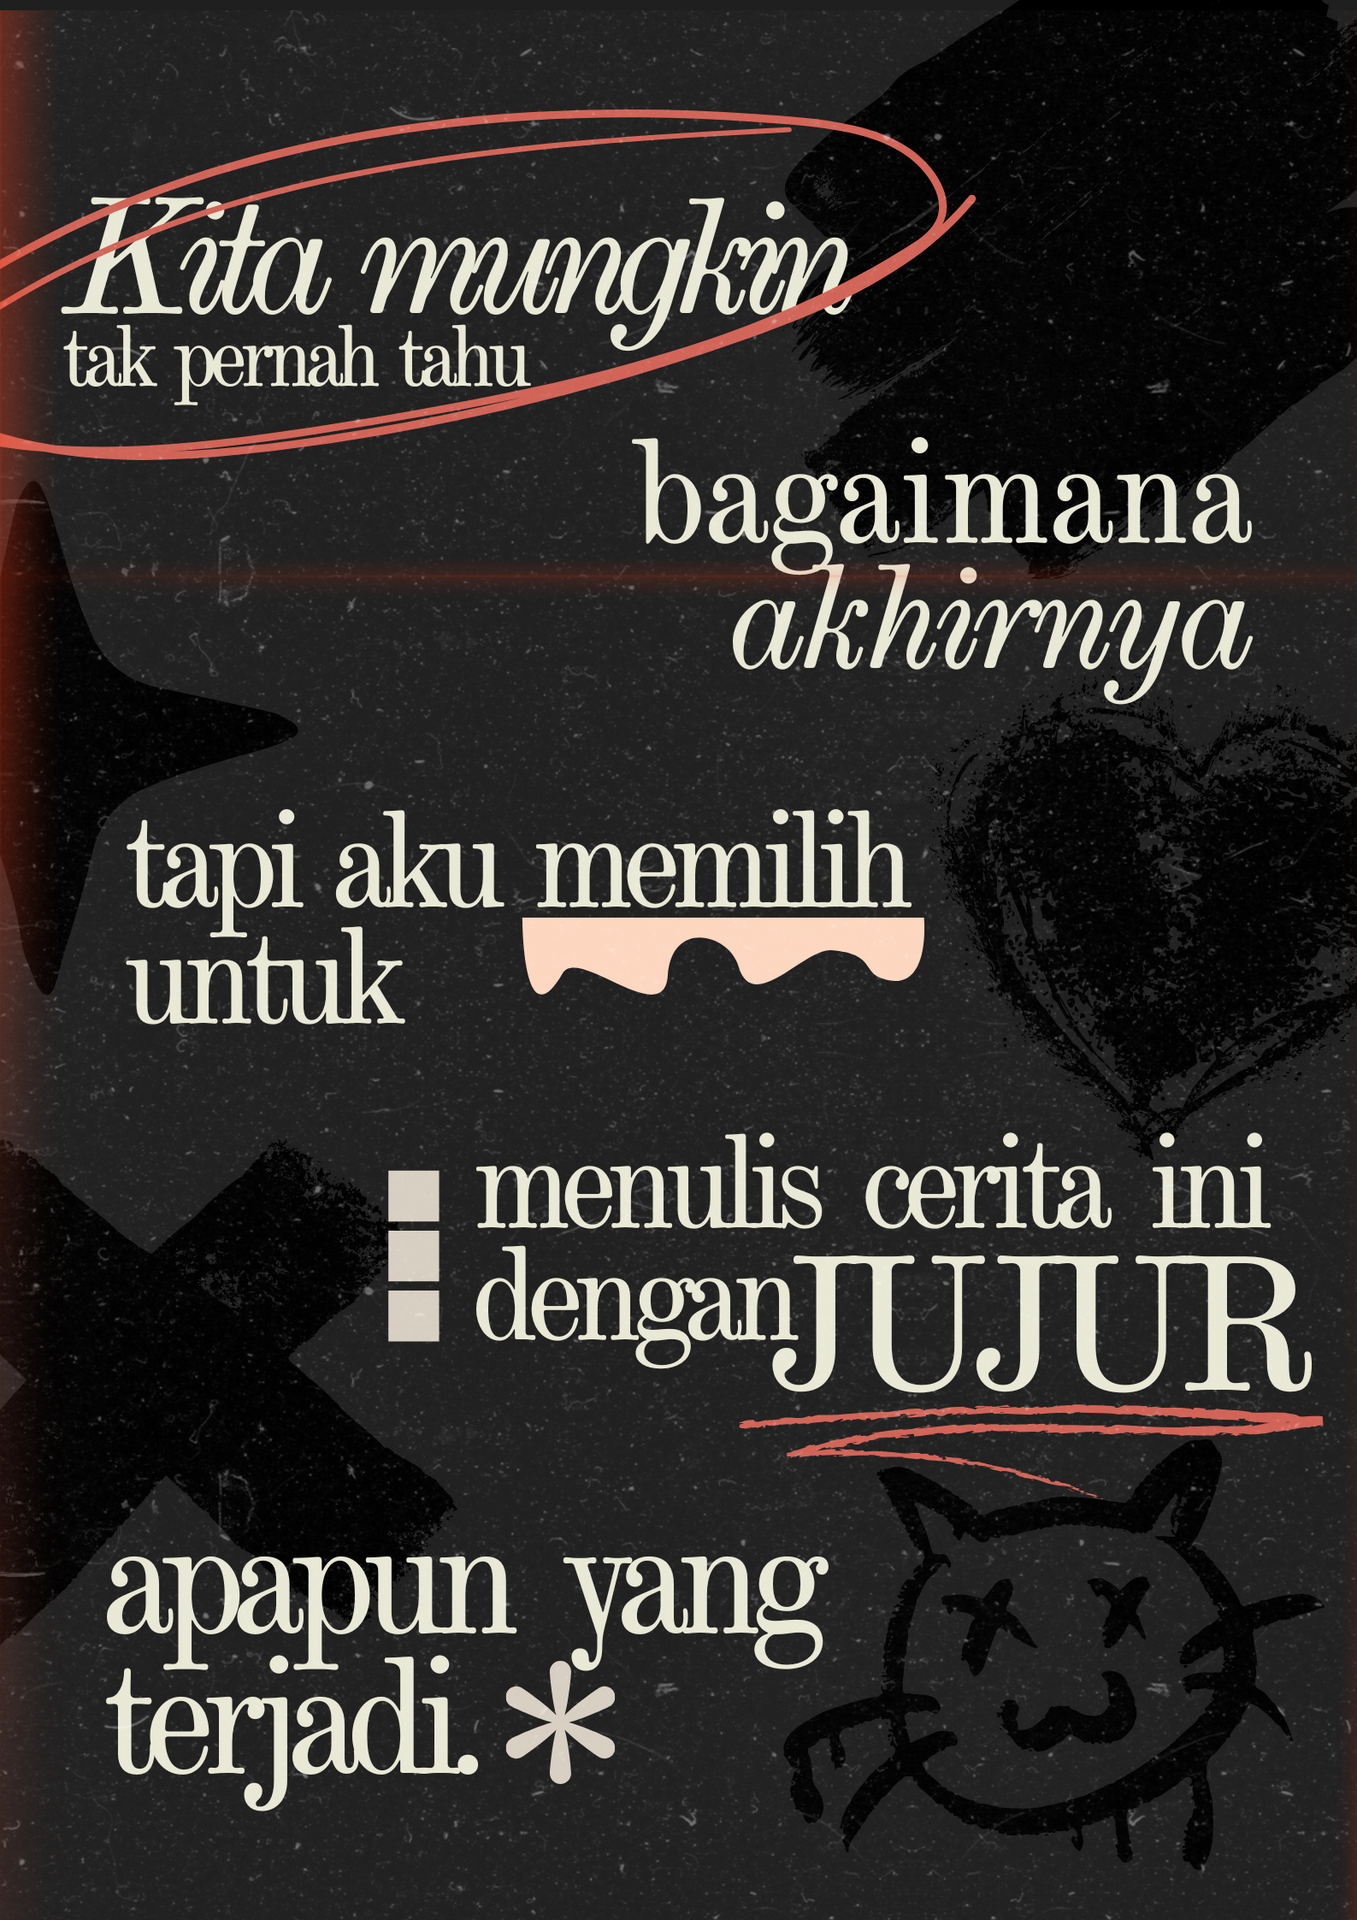 Kita mungkin
tak pernah tahu
bagaimana
akhirnya
tapi aku memilih
untuk
menulis cerita ini
dengan JUJUR
apapun yang
terjadi.*